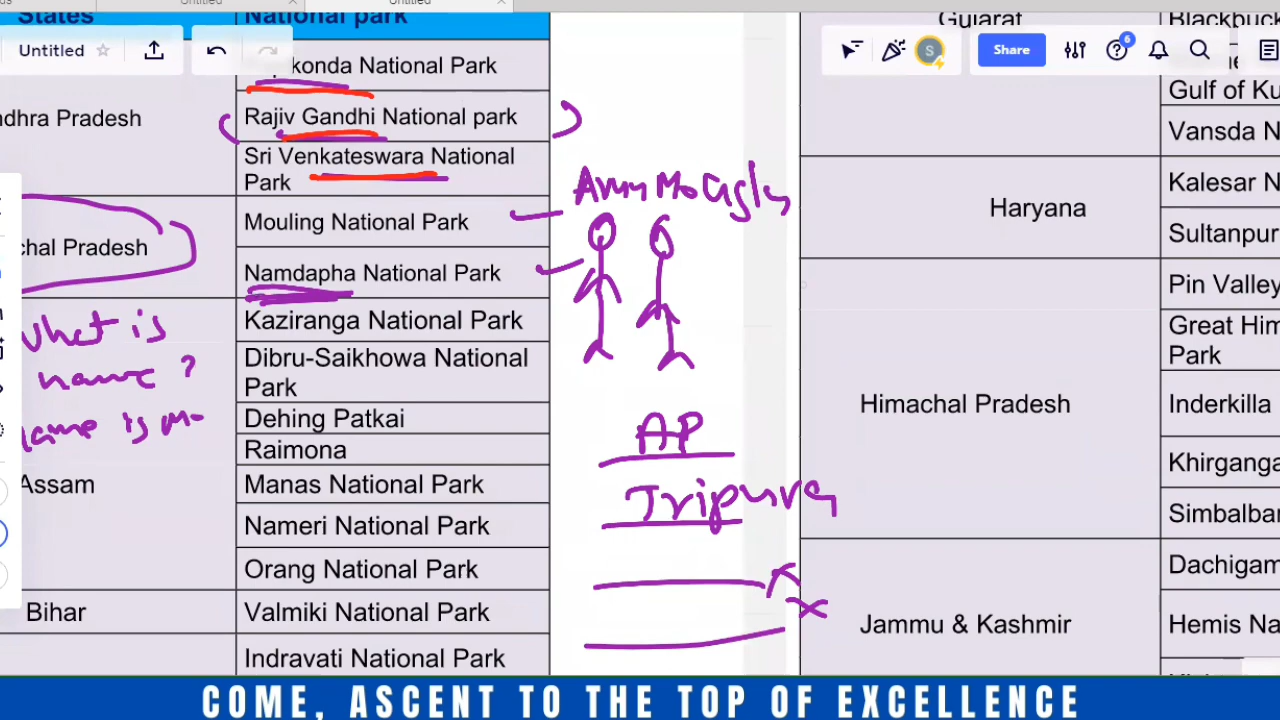 Untitled
Untitled
States
National park
Gujarat
Blackbuck
Untitled
Share
6
S
konda National Park
Gulf of Ku
ndhra Pradesh
Rajiv Gandhi National park
Vansda N
Sri Venkateswara National
Park
Haryana
Kalesar N
Mouling National Park
Sultanpur
chal Pradesh
Namdapha National Park
Pin Valley
what is
name ?
name is
Kaziranga National Park
Great Him
Park
Dibru-Saikhowa National
Park
Himachal Pradesh
Inderkilla
Dehing Patkai
AP
Raimona
Khirganga
Assam
Manas National Park
Tripura
Simbalbar
Nameri National Park
Orang National Park
Dachigam
Bihar
Valmiki National Park
Jammu & Kashmir
Hemis Na
Indravati National Park
COME, ASCENT TO THE TOP OF EXCELLENCE